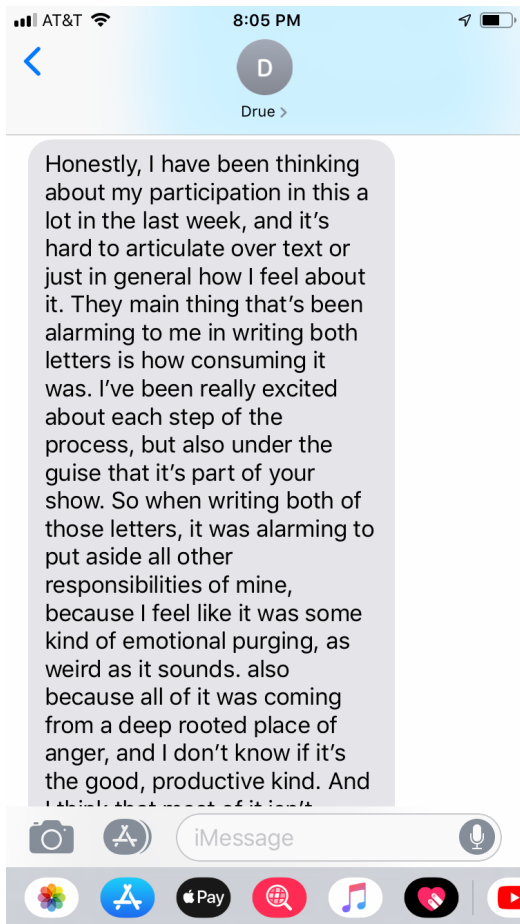 AT&T
8:05 PM
D
Drue >
Honestly, I have been thinking
about my participation in this a
lot in the last week, and it's
hard to articulate over text or
just in general how I feel about
it. They main thing that's been
alarming to me in writing both
letters is how consuming it
was. I've been really excited
about each step of the
process, but also under the
guise that it's part of your
show. So when writing both of
those letters, it was alarming to
put aside all other
responsibilities of mine,
because I feel like it was some
kind of emotional purging, as
weird as it sounds. also
because all of it was coming
from a deep rooted place of
anger, and I don't know if it's
the good, productive kind. And
I think that most of it isn't
iMessage
Pay